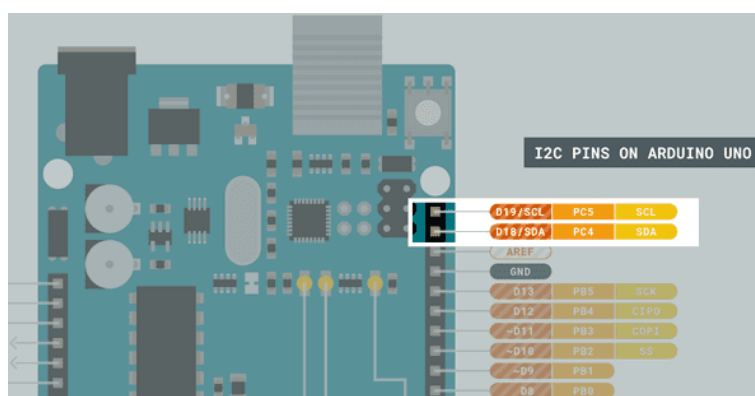 I2C PINS ON ARDUINO UNO
D19/SCL PC5 SCL
D18/SDA PC4 SDA
AREF
GND
D13 PB5 SCK
D12 PB4 CIPO
~D11 PB3 COPI
~D10 PB2 SS
~D9 PB1
D8 PB0